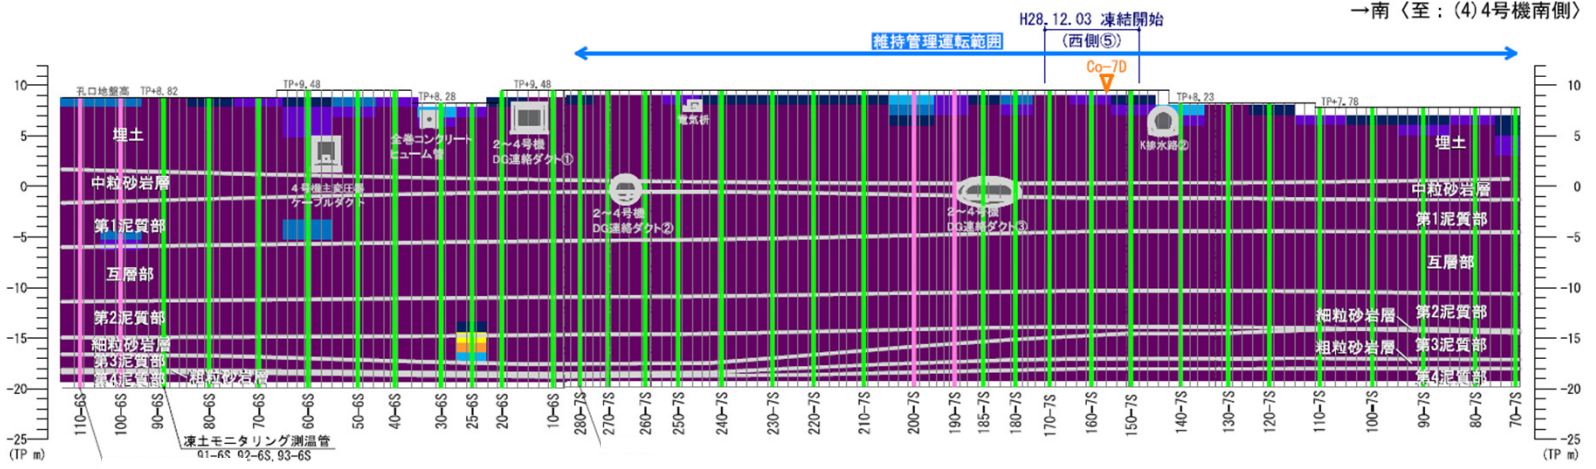 →南〈至：(4)4号機南側〉
H28.12.03 凍結開始
(西側⑤)
維持管理運転範囲
Co-7D
孔口地盤高 TP+8.82
TP+9.48
TP+8.28
TP+9.48
TP+8.23
TP+7.78
10
5
0
-5
-10
-15
-20
-25
(TP m)
10
5
0
-5
-10
-15
-20
-25
(TP m)
埋土
中粒砂岩層
第1泥質部
互層部
第2泥質部
細粒砂岩層
第3泥質部
第4泥質部
粗粒砂岩層
4号機主変圧器
ケーブルダクト
全巻コンクリート
ヒューム管
2～4号機
DG連絡ダクト①
2～4号機
DG連絡ダクト②
電気枡
2～4号機
DG連絡ダクト③
K排水路②
埋土
中粒砂岩層
第1泥質部
互層部
細粒砂岩層
第2泥質部
粗粒砂岩層
第3泥質部
第4泥質部
110-6S
100-6S
90-6S
80-6S
70-6S
60-6S
50-6S
40-6S
30-6S
25-6S
20-6S
10-6S
280-7S
270-7S
260-7S
250-7S
240-7S
230-7S
220-7S
210-7S
200-7S
190-7S
185-7S
180-7S
170-7S
160-7S
150-7S
140-7S
130-7S
120-7S
110-7S
100-7S
90-7S
80-7S
70-7S
凍土モニタリング測温管
91-6S, 92-6S, 93-6S